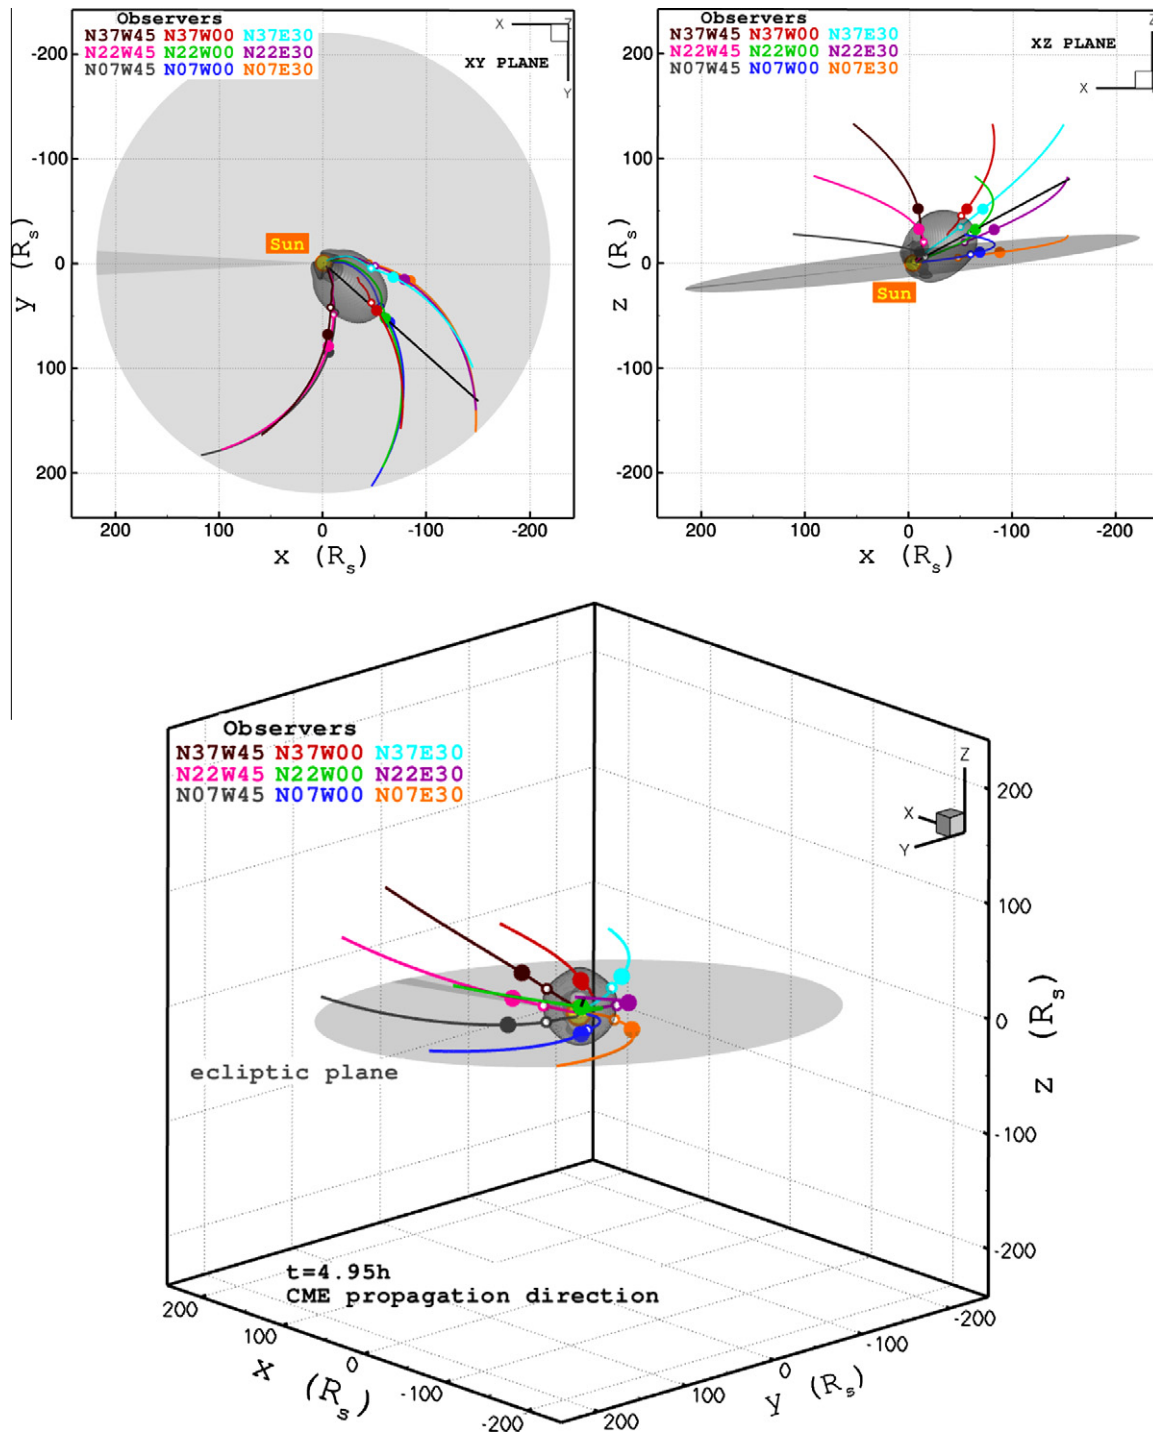 Observers
N37W45 N37W00 N37E30
N22W45 N22W00 N22E30
N07W45 N07W00 N07E30
XY PLANE
X
Z
Y
Sun
-200
-100
0
100
200
y (Rs)
200 100 0 -100 -200
x (Rs)
Observers
N37W45 N37W00 N37E30
N22W45 N22W00 N22E30
N07W45 N07W00 N07E30
XZ PLANE
Z
X
Sun
200
100
0
-100
-200
z (Rs)
200 100 0 -100 -200
x (Rs)
Observers
N37W45 N37W00 N37E30
N22W45 N22W00 N22E30
N07W45 N07W00 N07E30
Z
X
Y
ecliptic plane
200
100
0
-100
-200
z (Rs)
t=4.95h
CME propagation direction
200 100 0 -100 -200
x (Rs)
200 100 0 -100 -200
y (Rs)